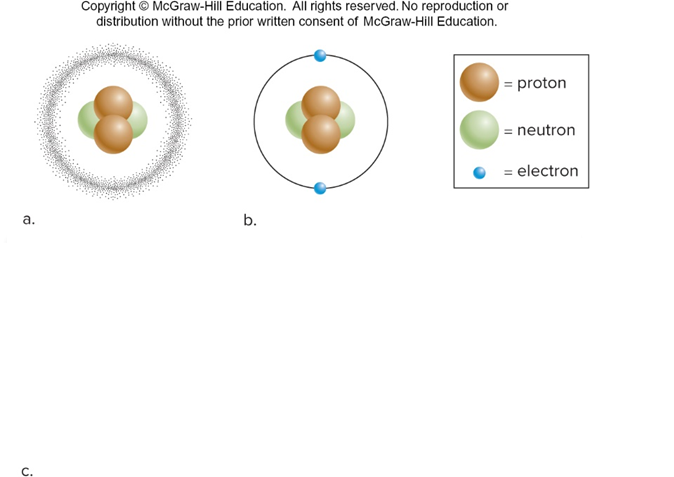 Copyright © McGraw-Hill Education. All rights reserved. No reproduction or
distribution without the prior written consent of McGraw-Hill Education.
= proton
= neutron
= electron
a.
b.
c.